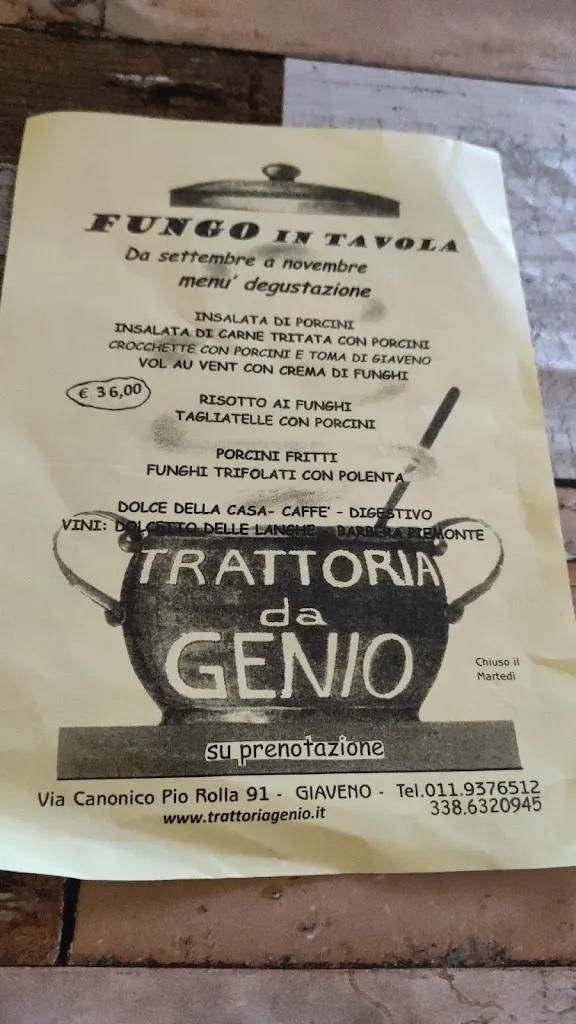 FUNGO IN TAVOLA
Da settembre a novembre
menu' degustazione
INSALATA DI PORCINI
INSALATA DI CARNE TRITATA CON PORCINI
CROCCHETTE CON PORCINI E TOMA DI GIAVENO
VOL AU VENT CON CREMA DI FUNGHI
€ 36,00
RISOTTO AI FUNGHI
TAGLIATELLE CON PORCINI
PORCINI FRITTI
FUNGHI TRIFOLATI CON POLENTA
DOLCE DELLA CASA- CAFFE' - DIGESTIVO
VINI: DOLCETTO DELLE LANGHE - BARBERA PIEMONTE
TRATTORIA
da
GENIO
Chiuso il
Martedì
su prenotazione
Via Canonico Pio Rolla 91 - GIAVENO - Tel.011.9376512
338.6320945
www.trattoriagenio.it